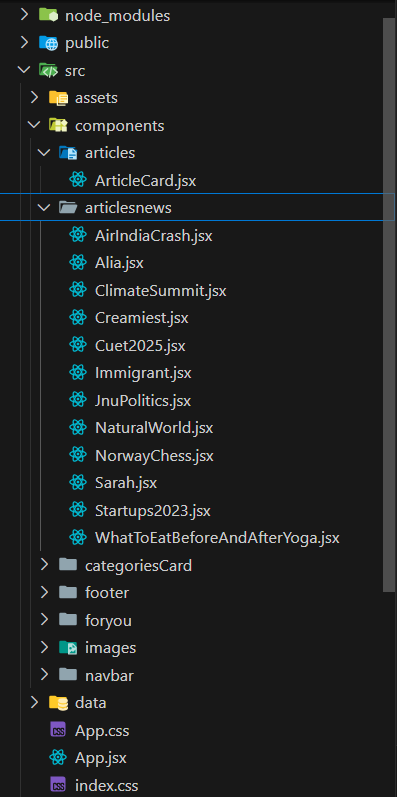 node_modules
public
src
assets
components
articles
ArticleCard.jsx
articlesnews
AirIndiaCrash.jsx
Alia.jsx
ClimateSummit.jsx
Creamiest.jsx
Cuet2025.jsx
Immigrant.jsx
JnuPolitics.jsx
NaturalWorld.jsx
NorwayChess.jsx
Sarah.jsx
Startups2023.jsx
WhatToEatBeforeAndAfterYoga.jsx
categoriesCard
footer
foryou
images
navbar
data
App.css
App.jsx
index.css